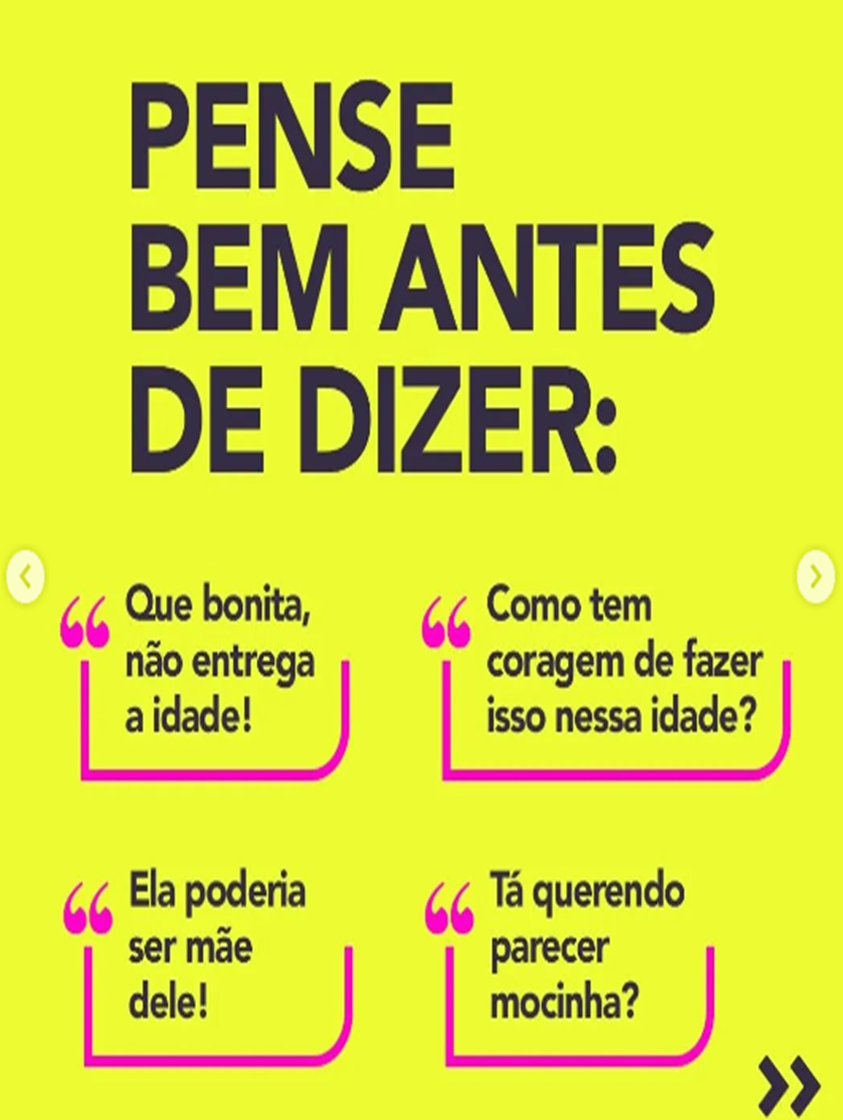 PENSE
BEM ANTES
DE DIZER:
“Que bonita,
não entrega
a idade!
“Como tem
coragem de fazer
isso nessa idade?
“Ela poderia
ser mãe
dele!
“Tá querendo
parecer
mocinha?